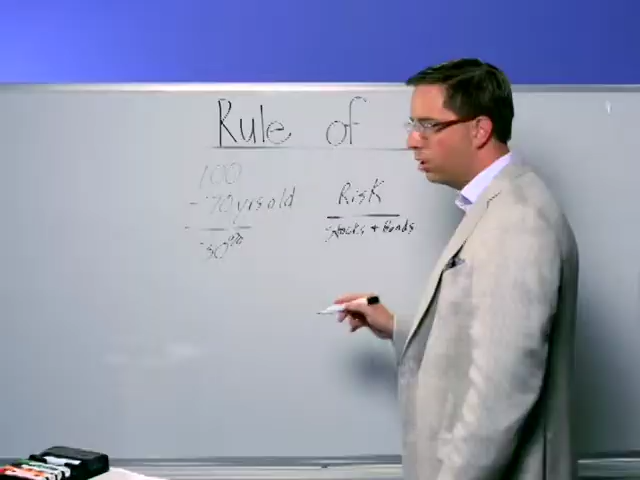 Rule of
100
- 70 yrs old
30%
Risk
Stocks + Bonds